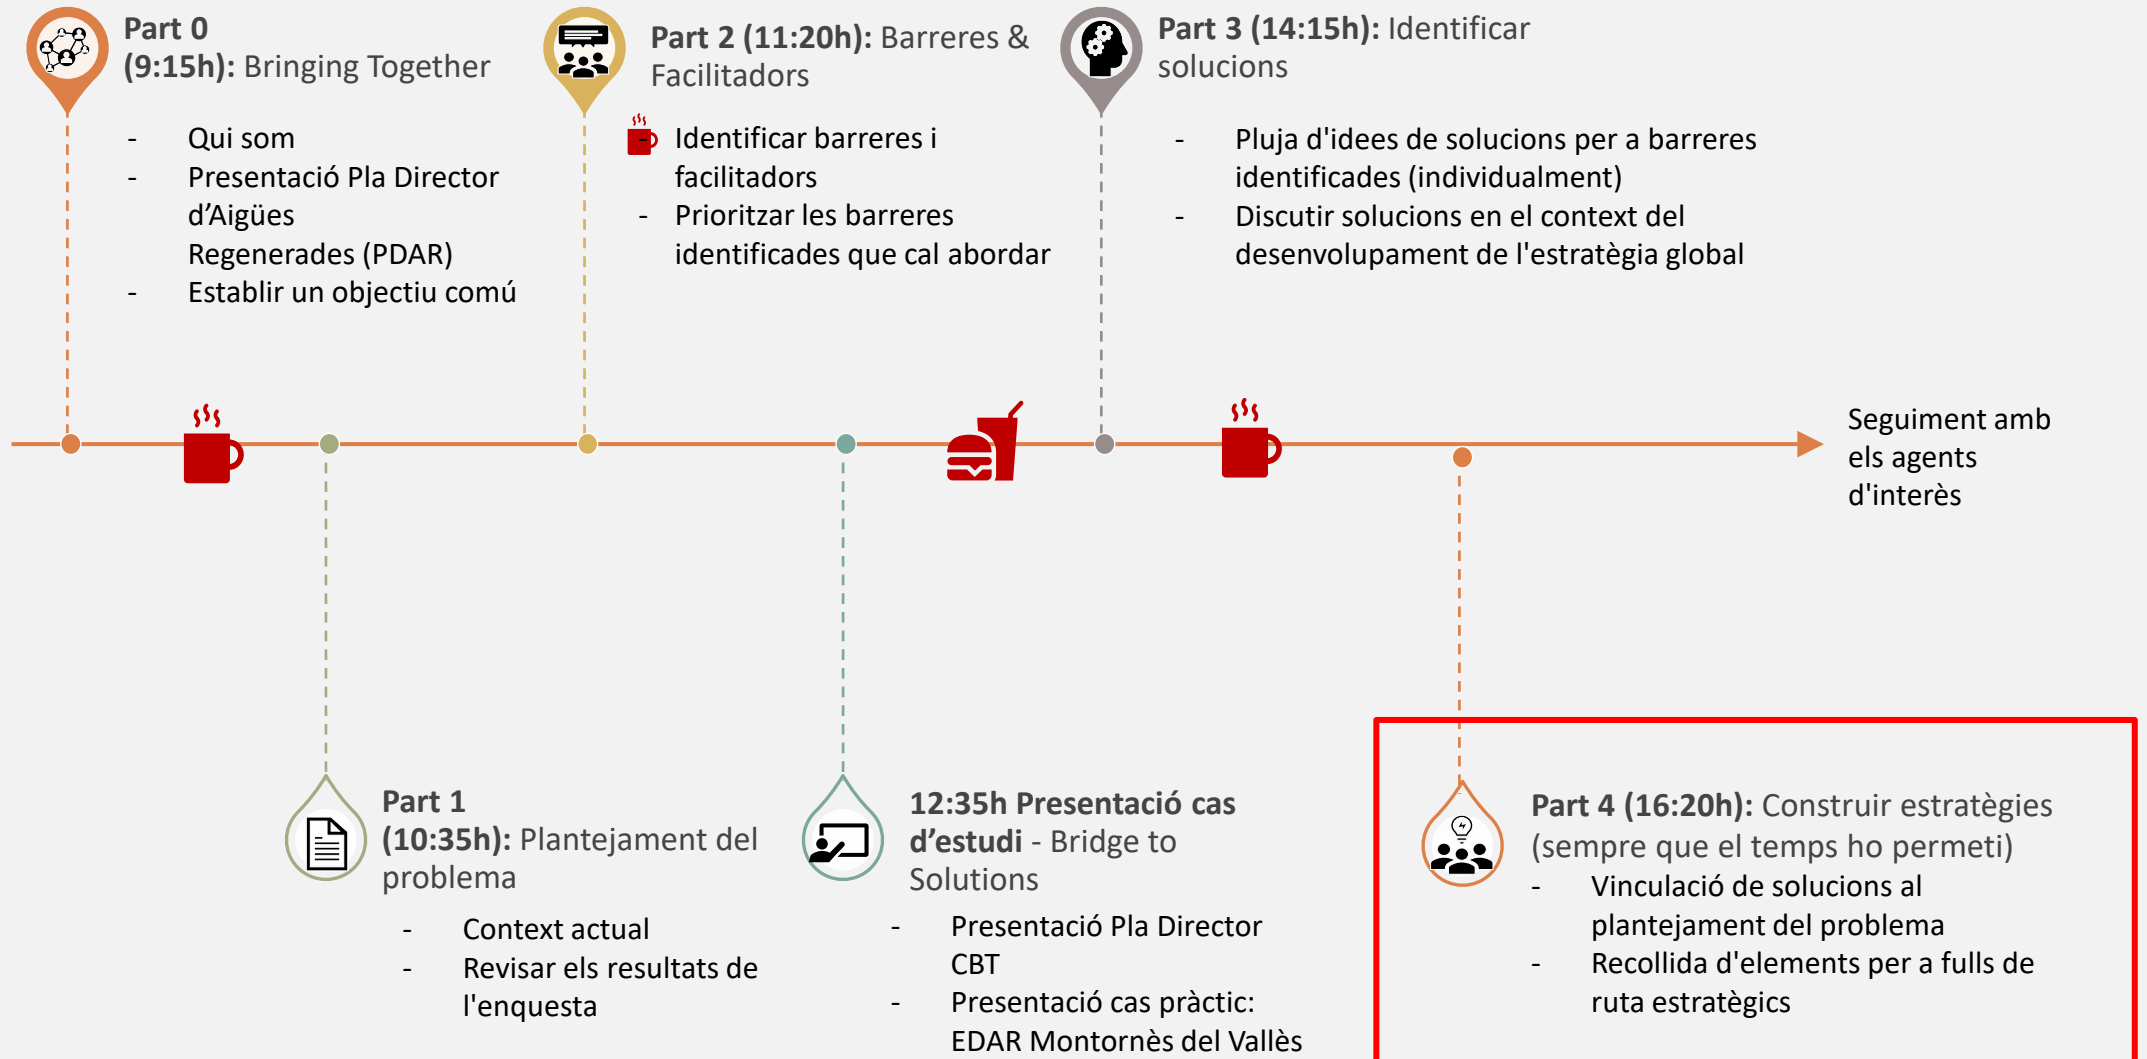 Part 0
(9:15h): Bringing Together
- Qui som
- Presentació Pla Director
d’Aigües
Regenerades (PDAR)
- Establir un objectiu comú
Part 2 (11:20h): Barreres &
Facilitadors
- Identificar barreres i
facilitadors
- Prioritzar les barreres
identificades que cal abordar
Part 3 (14:15h): Identificar
solucions
- Pluja d'idees de solucions per a barreres
identificades (individualment)
- Discutir solucions en el context del
desenvolupament de l'estratègia global
Seguiment amb
els agents
d'interès
Part 1
(10:35h): Plantejament del
problema
- Context actual
- Revisar els resultats de
l'enquesta
12:35h Presentació cas
d’estudi - Bridge to
Solutions
- Presentació Pla Director
CBT
- Presentació cas pràctic:
EDAR Montornès del Vallès
Part 4 (16:20h): Construir estratègies
(sempre que el temps ho permeti)
- Vinculació de solucions al
plantejament del problema
- Recollida d'elements per a fulls de
ruta estratègics